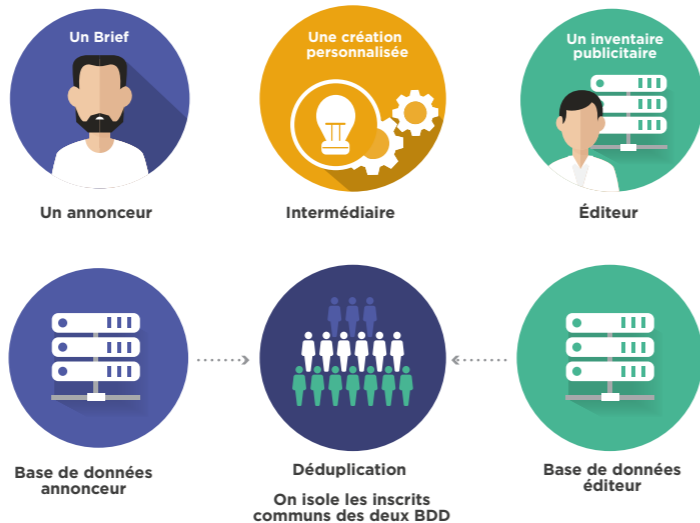 Un Brief
Une création
personnalisée
Un inventaire
publicitaire
Un annonceur
Intermédiaire
Éditeur
Base de données
annonceur
Déduplication
On isole les inscrits
communs des deux BDD
Base de données
éditeur